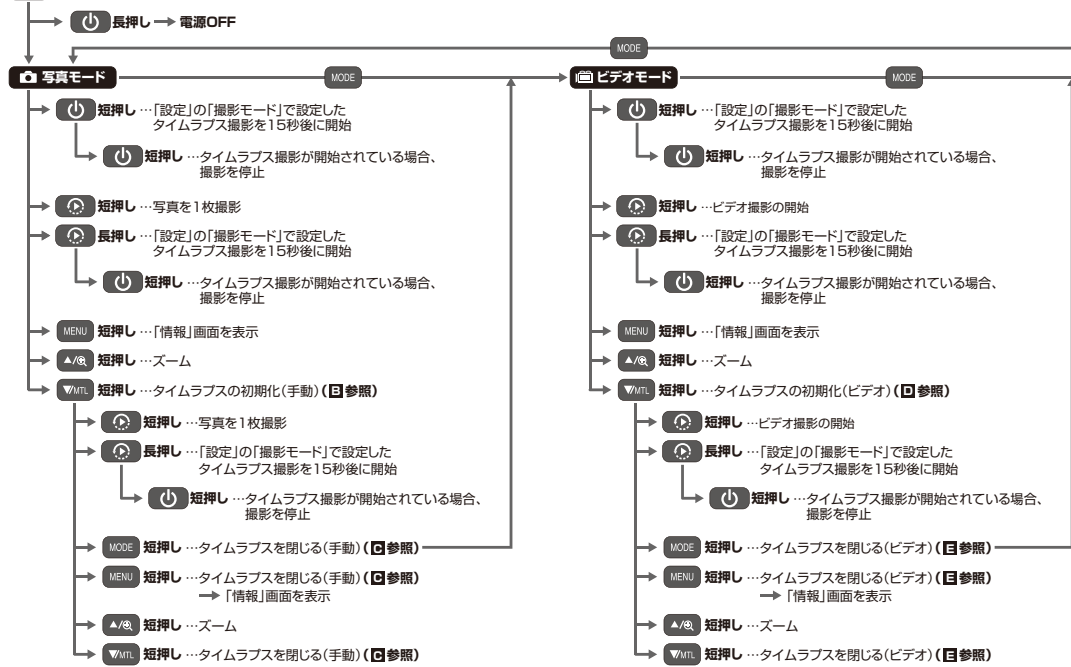 長押し → 電源OFF
MODE
写真モード
MODE
短押し …「設定」の「撮影モード」で設定した
タイムラプス撮影を15秒後に開始
短押し …タイムラプス撮影が開始されている場合、
撮影を停止
短押し …写真を1枚撮影
長押し …「設定」の「撮影モード」で設定した
タイムラプス撮影を15秒後に開始
短押し …タイムラプス撮影が開始されている場合、
撮影を停止
MENU 短押し …「情報」画面を表示
▲/ 短押し …ズーム
▼/MTL 短押し …タイムラプスの初期化(手動) (B参照)
短押し …写真を1枚撮影
長押し …「設定」の「撮影モード」で設定した
タイムラプス撮影を15秒後に開始
短押し …タイムラプス撮影が開始されている場合、
撮影を停止
MODE 短押し …タイムラプスを閉じる(手動) (C参照)
MENU 短押し …タイムラプスを閉じる(手動) (C参照)
→ 「情報」画面を表示
▲/ 短押し …ズーム
▼/MTL 短押し …タイムラプスを閉じる(手動) (C参照)
ビデオモード
MODE
短押し …「設定」の「撮影モード」で設定した
タイムラプス撮影を15秒後に開始
短押し …タイムラプス撮影が開始されている場合、
撮影を停止
短押し …ビデオ撮影の開始
長押し …「設定」の「撮影モード」で設定した
タイムラプス撮影を15秒後に開始
短押し …タイムラプス撮影が開始されている場合、
撮影を停止
MENU 短押し …「情報」画面を表示
▲/ 短押し …ズーム
▼/MTL 短押し …タイムラプスの初期化(ビデオ) (D参照)
短押し …ビデオ撮影の開始
長押し …「設定」の「撮影モード」で設定した
タイムラプス撮影を15秒後に開始
短押し …タイムラプス撮影が開始されている場合、
撮影を停止
MODE 短押し …タイムラプスを閉じる(ビデオ) (E参照)
MENU 短押し …タイムラプスを閉じる(ビデオ) (E参照)
→ 「情報」画面を表示
▲/ 短押し …ズーム
▼/MTL 短押し …タイムラプスを閉じる(ビデオ) (E参照)